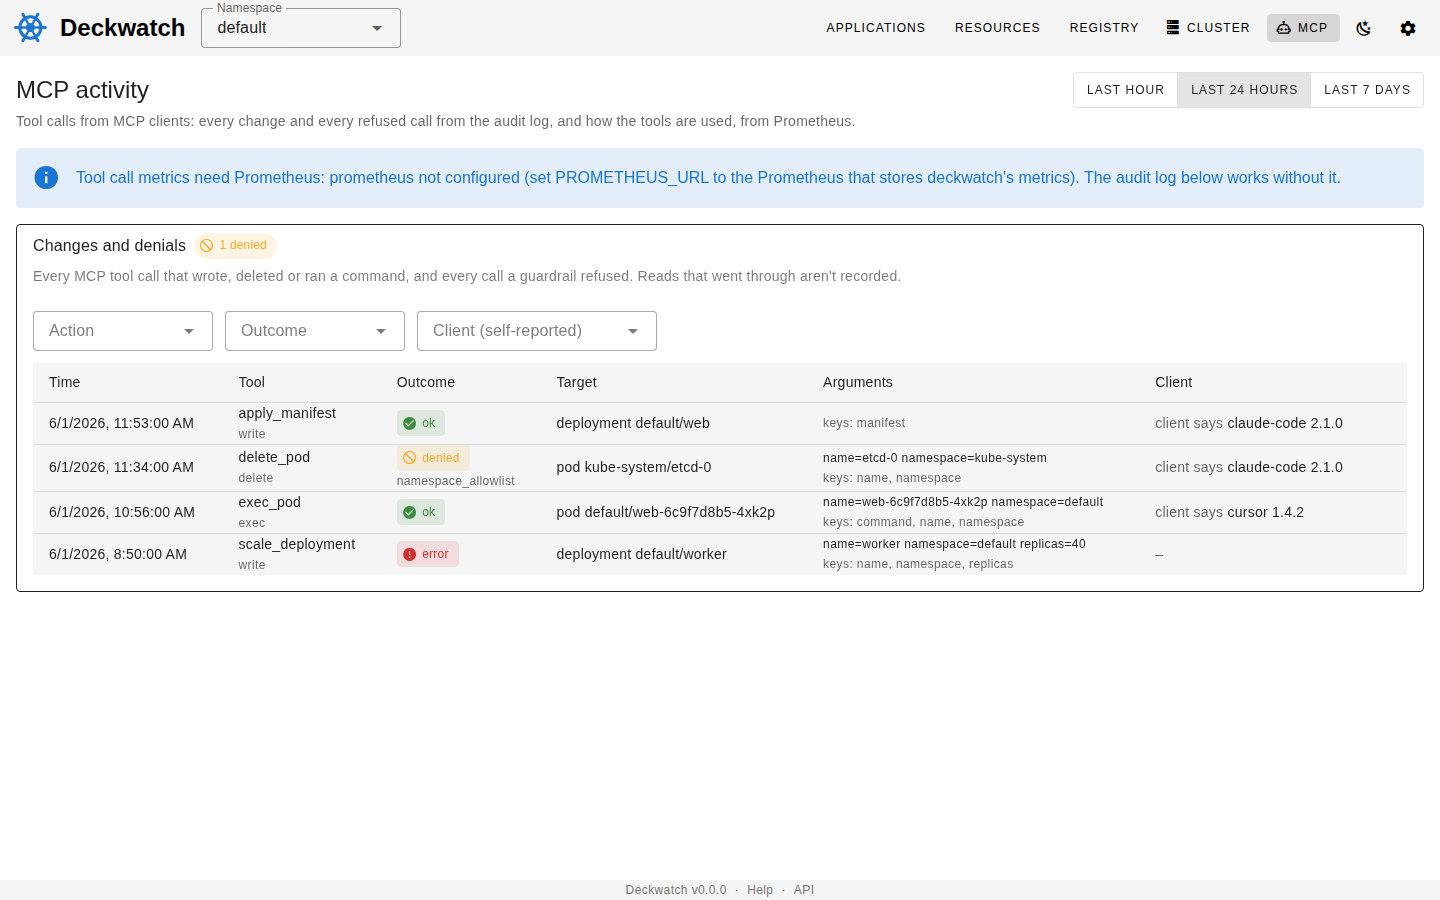 Deckwatch
Namespace
default
APPLICATIONS
RESOURCES
REGISTRY
CLUSTER
MCP
MCP activity
LAST HOUR
LAST 24 HOURS
LAST 7 DAYS
Tool calls from MCP clients: every change and every refused call from the audit log, and how the tools are used, from Prometheus.
Tool call metrics need Prometheus: prometheus not configured (set PROMETHEUS_URL to the Prometheus that stores deckwatch's metrics). The audit log below works without it.
Changes and denials
1 denied
Every MCP tool call that wrote, deleted or ran a command, and every call a guardrail refused. Reads that went through aren't recorded.
Action
Outcome
Client (self-reported)
Time
Tool
Outcome
Target
Arguments
Client
6/1/2026, 11:53:00 AM
apply_manifest
write
ok
deployment default/web
keys: manifest
client says claude-code 2.1.0
6/1/2026, 11:34:00 AM
delete_pod
delete
denied
namespace_allowlist
pod kube-system/etcd-0
name=etcd-0 namespace=kube-system
keys: name, namespace
client says claude-code 2.1.0
6/1/2026, 10:56:00 AM
exec_pod
exec
ok
pod default/web-6c9f7d8b5-4xk2p
name=web-6c9f7d8b5-4xk2p namespace=default
keys: command, name, namespace
client says cursor 1.4.2
6/1/2026, 8:50:00 AM
scale_deployment
write
error
deployment default/worker
name=worker namespace=default replicas=40
keys: name, namespace, replicas
–
Deckwatch v0.0.0 · Help · API